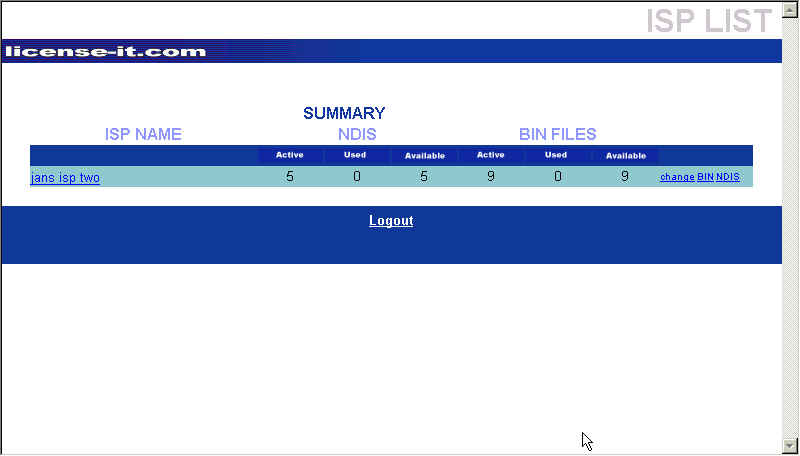 ISP LIST
license-it.com
SUMMARY
ISP NAME NDIS BIN FILES
Active Used Available Active Used Available
jans isp two 5 0 5 9 0 9 change BIN NDIS
Logout